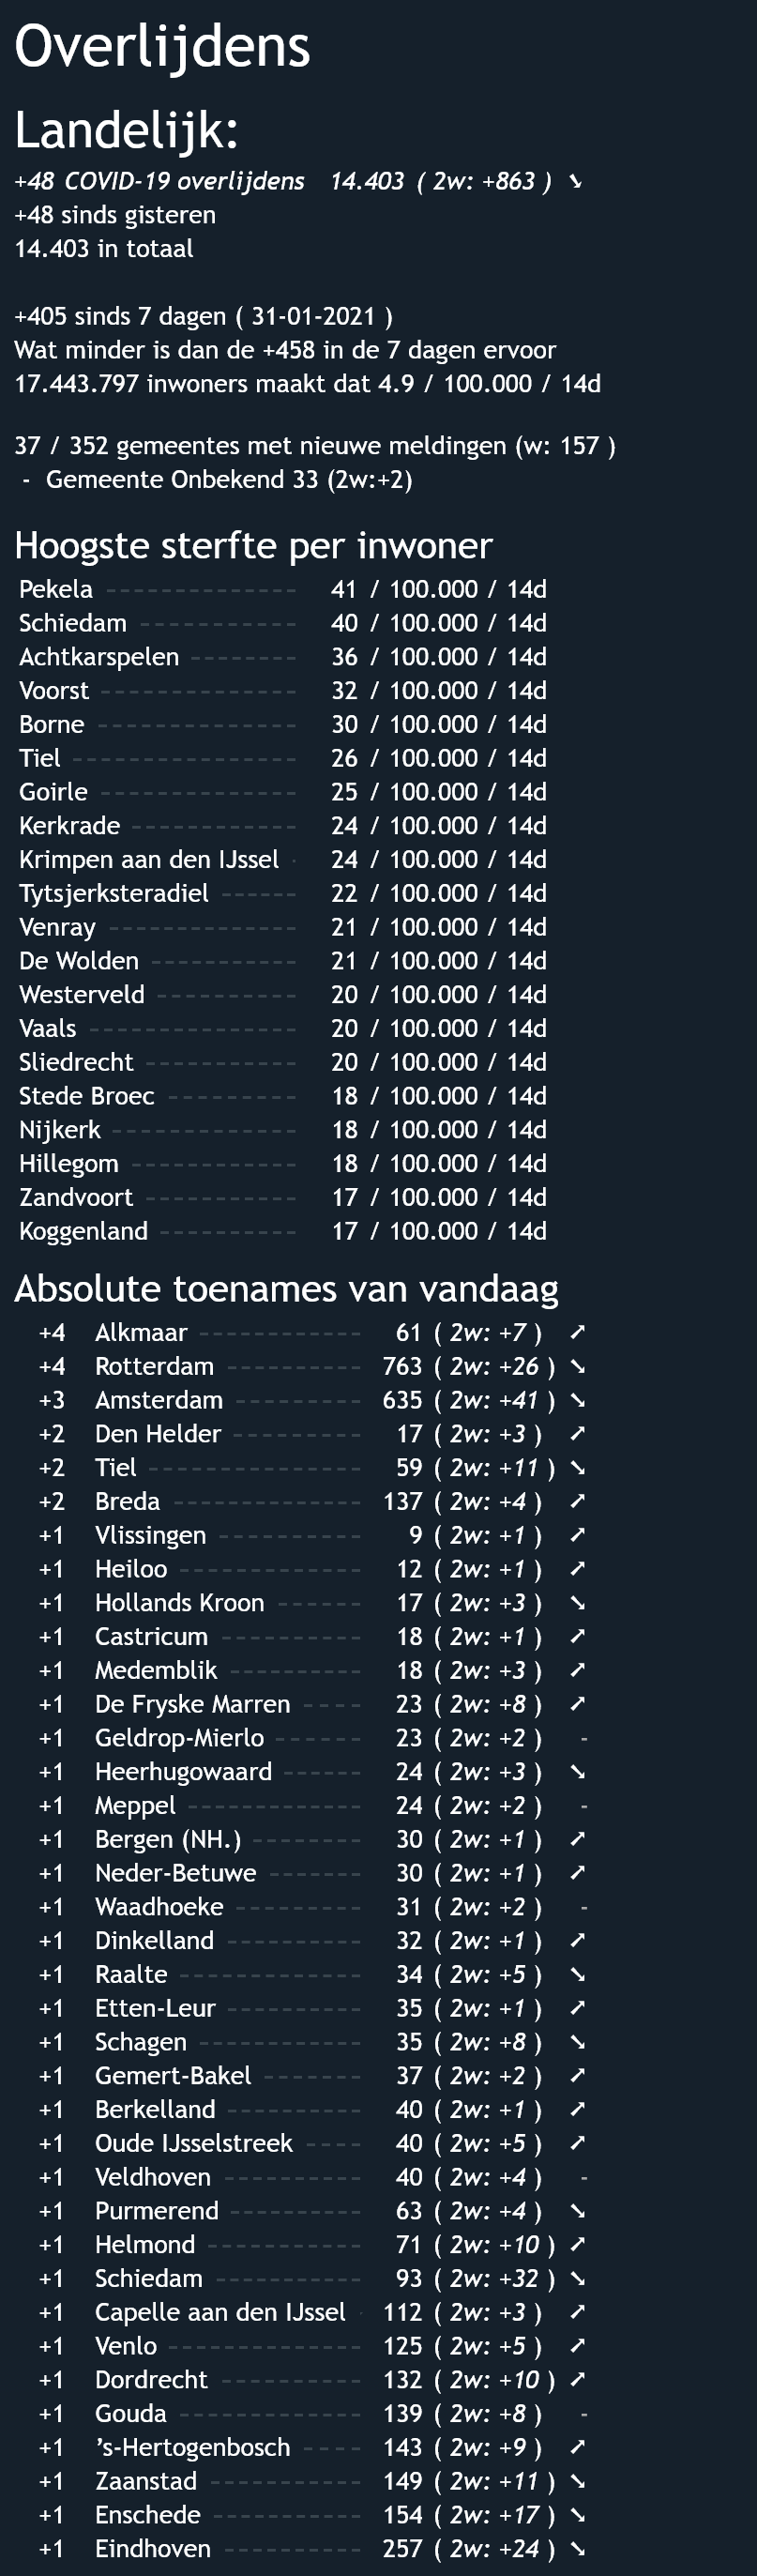 Overlijdens
Landelijk:
+48 COVID-19 overlijdens 14.403 ( 2w: +863 ) ➘
+48 sinds gisteren
14.403 in totaal
+405 sinds 7 dagen ( 31-01-2021 )
Wat minder is dan de +458 in de 7 dagen ervoor
17.443.797 inwoners maakt dat 4.9 / 100.000 / 14d
37 / 352 gemeentes met nieuwe meldingen (w: 157 )
- Gemeente Onbekend 33 (2w:+2)
Hoogste sterfte per inwoner
Pekela -------------- 41 / 100.000 / 14d
Schiedam ----------- 40 / 100.000 / 14d
Achtkarspelen -------- 36 / 100.000 / 14d
Voorst -------------- 32 / 100.000 / 14d
Borne -------------- 30 / 100.000 / 14d
Tiel ---------------- 26 / 100.000 / 14d
Goirle -------------- 25 / 100.000 / 14d
Kerkrade ------------ 24 / 100.000 / 14d
Krimpen aan den IJssel - 24 / 100.000 / 14d
Tytsjerksteradiel ------ 22 / 100.000 / 14d
Venray -------------- 21 / 100.000 / 14d
De Wolden ----------- 21 / 100.000 / 14d
Westerveld ---------- 20 / 100.000 / 14d
Vaals --------------- 20 / 100.000 / 14d
Sliedrecht ----------- 20 / 100.000 / 14d
Stede Broec ---------- 18 / 100.000 / 14d
Nijkerk ------------- 18 / 100.000 / 14d
Hillegom ------------ 18 / 100.000 / 14d
Zandvoort ----------- 17 / 100.000 / 14d
Koggenland ---------- 17 / 100.000 / 14d
Absolute toenames van vandaag
+4 Alkmaar ------------ 61 ( 2w: +7 ) ➚
+4 Rotterdam ---------- 763 ( 2w: +26 ) ➘
+3 Amsterdam --------- 635 ( 2w: +41 ) ➘
+2 Den Helder --------- 17 ( 2w: +3 ) ➚
+2 Tiel ---------------- 59 ( 2w: +11 ) ➘
+2 Breda -------------- 137 ( 2w: +4 ) ➚
+1 Vlissingen ---------- 9 ( 2w: +1 ) ➚
+1 Heiloo ------------- 12 ( 2w: +1 ) ➚
+1 Hollands Kroon ------ 17 ( 2w: +3 ) ➘
+1 Castricum ---------- 18 ( 2w: +1 ) ➚
+1 Medemblik ---------- 18 ( 2w: +3 ) ➚
+1 De Fryske Marren ---- 23 ( 2w: +8 ) ➚
+1 Geldrop-Mierlo ------ 23 ( 2w: +2 ) -
+1 Heerhugowaard ------ 24 ( 2w: +3 ) ➘
+1 Meppel ------------- 24 ( 2w: +2 ) -
+1 Bergen (NH.) -------- 30 ( 2w: +1 ) ➚
+1 Neder-Betuwe ------- 30 ( 2w: +1 ) ➚
+1 Waadhoeke --------- 31 ( 2w: +2 ) -
+1 Dinkelland ---------- 32 ( 2w: +1 ) ➚
+1 Raalte ------------- 34 ( 2w: +5 ) ➘
+1 Etten-Leur ---------- 35 ( 2w: +1 ) ➚
+1 Schagen ------------ 35 ( 2w: +8 ) ➘
+1 Gemert-Bakel ------- 37 ( 2w: +2 ) ➚
+1 Berkelland ---------- 40 ( 2w: +1 ) ➚
+1 Oude IJsselstreek ---- 40 ( 2w: +5 ) ➚
+1 Veldhoven ---------- 40 ( 2w: +4 ) -
+1 Purmerend ---------- 63 ( 2w: +4 ) ➘
+1 Helmond ----------- 71 ( 2w: +10 ) ➚
+1 Schiedam ----------- 93 ( 2w: +32 ) ➘
+1 Capelle aan den IJssel - 112 ( 2w: +3 ) ➚
+1 Venlo -------------- 125 ( 2w: +5 ) ➚
+1 Dordrecht ---------- 132 ( 2w: +10 ) ➚
+1 Gouda ------------- 139 ( 2w: +8 ) -
+1 ’s-Hertogenbosch ---- 143 ( 2w: +9 ) ➚
+1 Zaanstad ----------- 149 ( 2w: +11 ) ➘
+1 Enschede ----------- 154 ( 2w: +17 ) ➘
+1 Eindhoven ---------- 257 ( 2w: +24 ) ➘